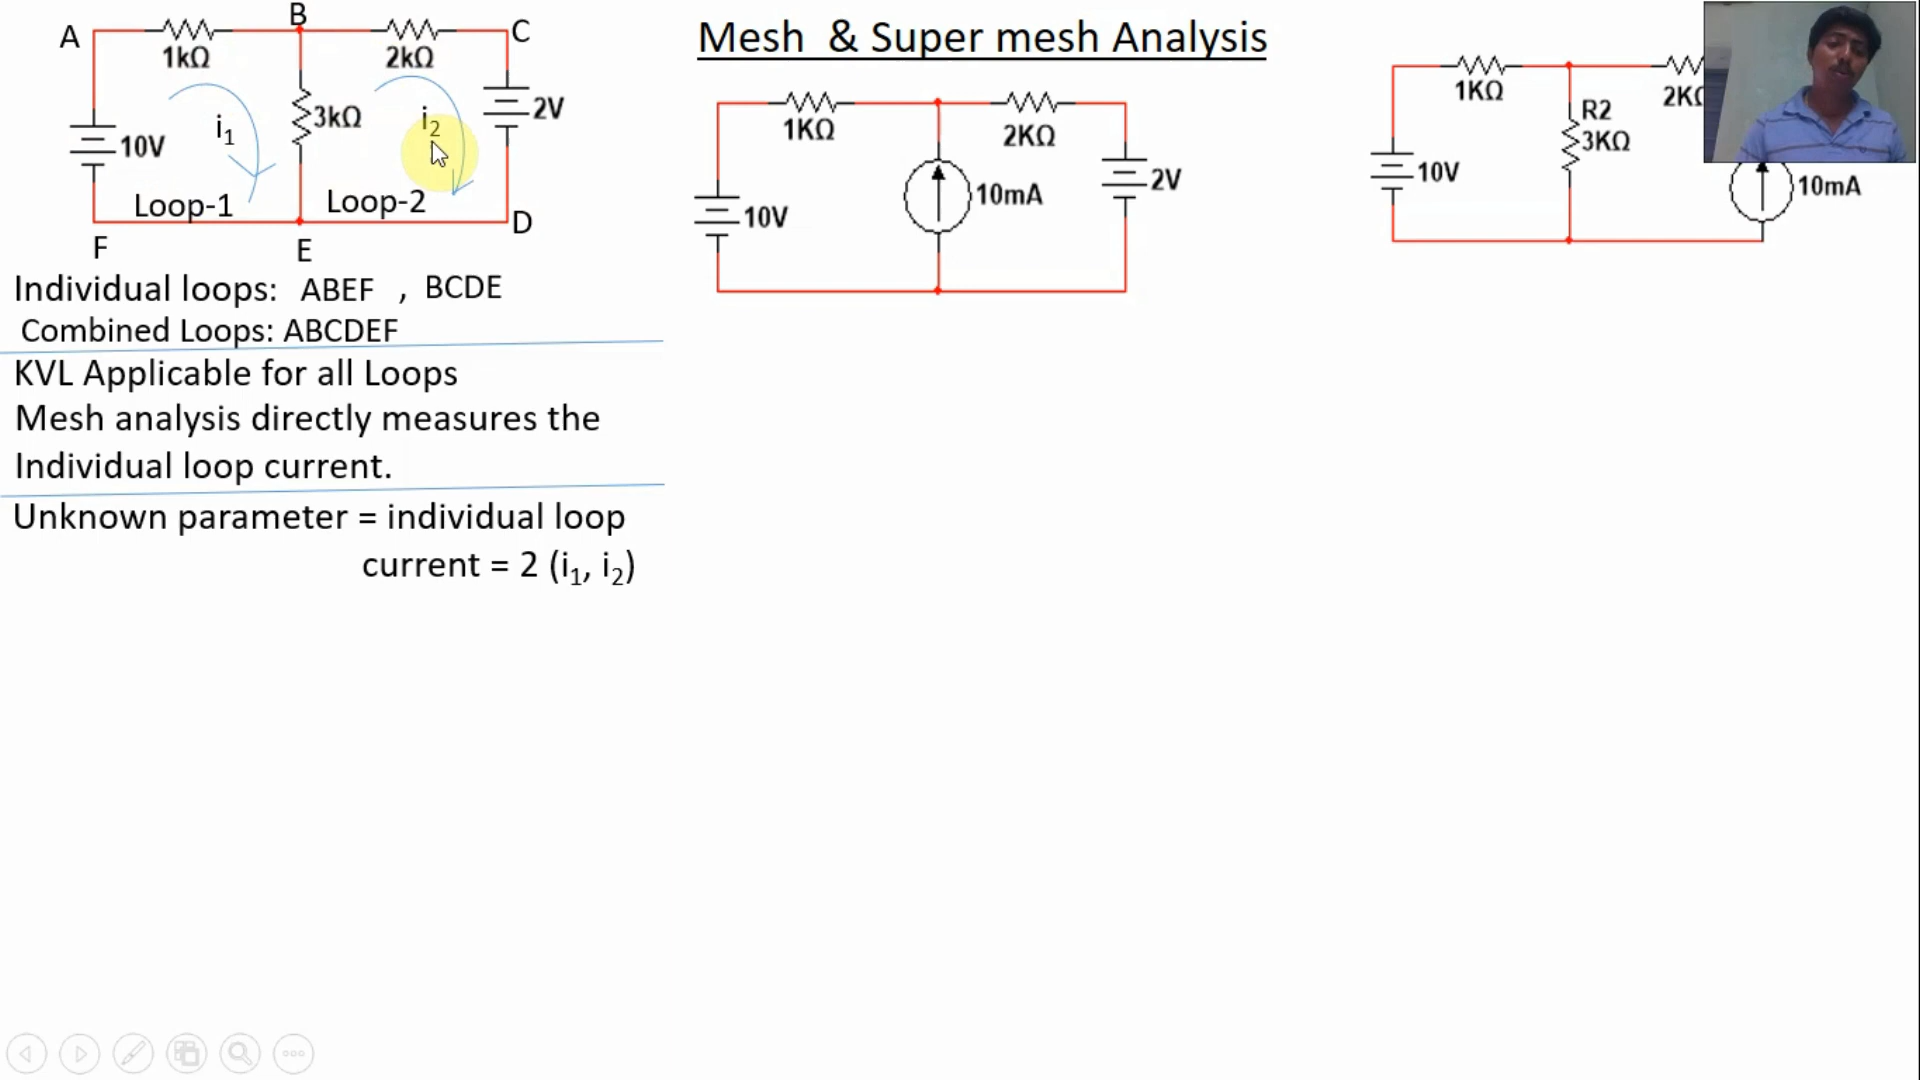 Mesh & Super mesh Analysis
A
B
C
1kΩ
2kΩ
3kΩ
2V
10V
i1
i2
Loop-1
Loop-2
D
F
E
Individual loops: ABEF , BCDE
Combined Loops: ABCDEF
KVL Applicable for all Loops
Mesh analysis directly measures the
Individual loop current.
Unknown parameter = individual loop
current = 2 (i1, i2)
1KΩ
2KΩ
10mA
2V
10V
1KΩ
R2
3KΩ
10V
10mA